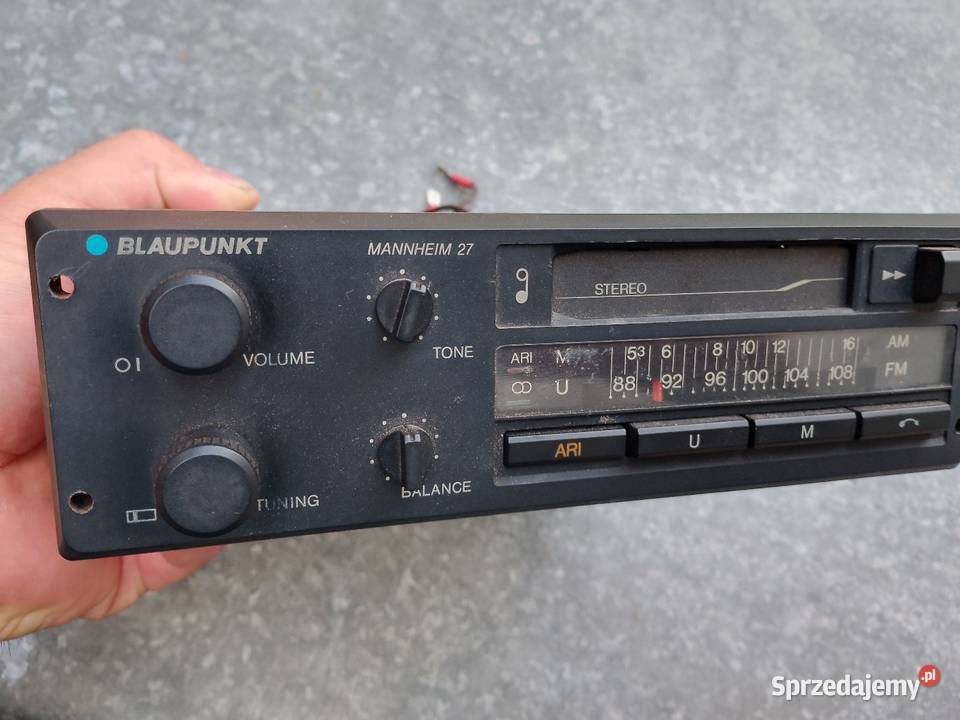 BLAUPUNKT
MANNHEIM 27
VOLUME
TONE
TUNING
BALANCE
STEREO
ARI M 53 6 8 10 12 16 AM
U 88 92 96 100 104 108 FM
ARI U M
Sprzedajemy.pl